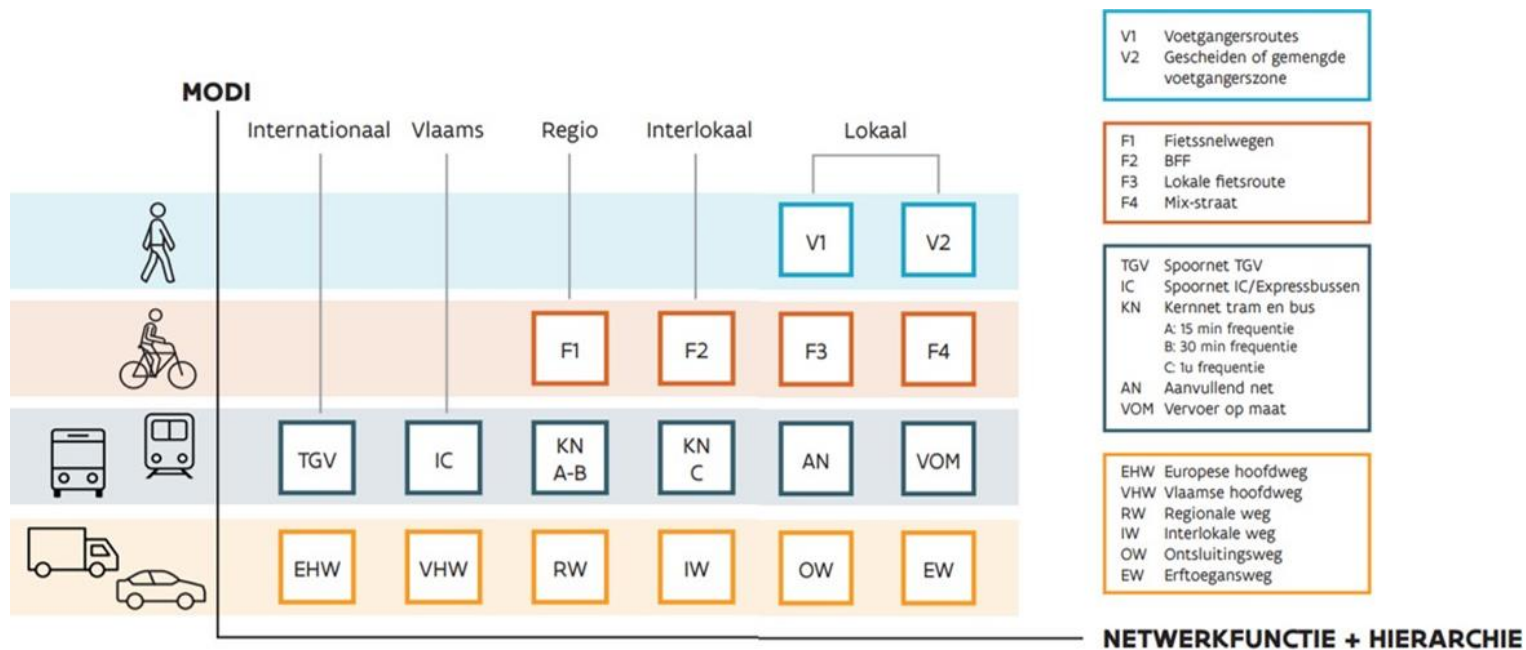 MODI
Internationaal Vlaams Regio Interlokaal Lokaal
V1 V2
F1 F2 F3 F4
TGV IC KN A-B KN C AN VOM
EHW VHW RW IW OW EW
NETWERKFUNCTIE + HIERARCHIE
V1 Voetgangersroutes
V2 Gescheiden of gemengde
voetgangerszone
F1 Fietssnelwegen
F2 BFF
F3 Lokale fietsroute
F4 Mix-straat
TGV Spoornet TGV
IC Spoornet IC/Expressbussen
KN Kernnet tram en bus
A: 15 min frequentie
B: 30 min frequentie
C: 1u frequentie
AN Aanvullend net
VOM Vervoer op maat
EHW Europese hoofdweg
VHW Vlaamse hoofdweg
RW Regionale weg
IW Interlokale weg
OW Ontsluitingsweg
EW Erftoegansweg